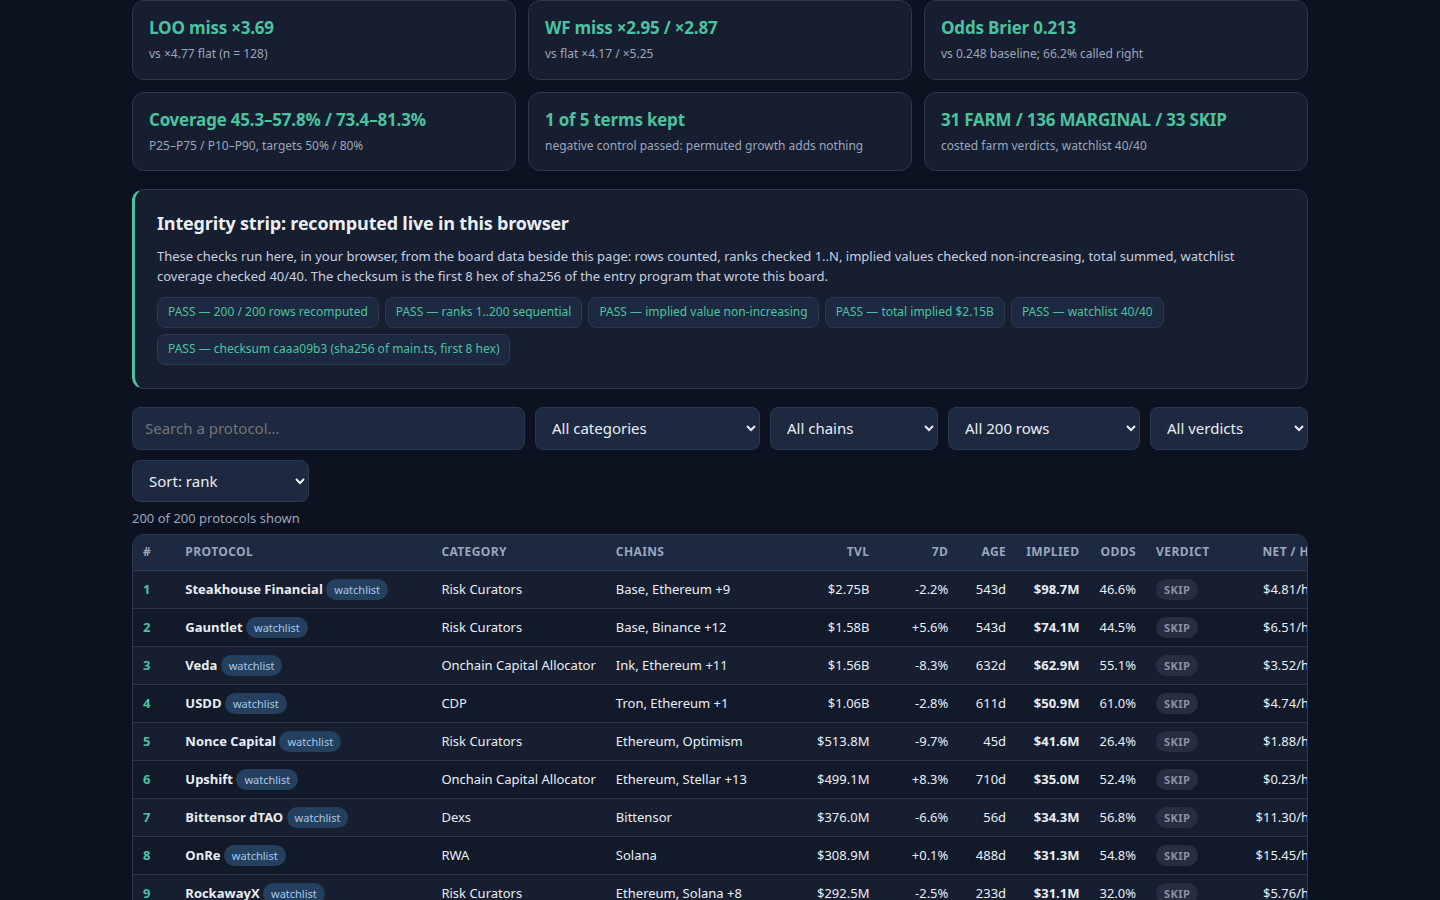 LOO miss ×3.69
vs ×4.77 flat (n = 128)
WF miss ×2.95 / ×2.87
vs flat ×4.17 / ×5.25
Odds Brier 0.213
vs 0.248 baseline; 66.2% called right
Coverage 45.3–57.8% / 73.4–81.3%
P25–P75 / P10–P90, targets 50% / 80%
1 of 5 terms kept
negative control passed: permuted growth adds nothing
31 FARM / 136 MARGINAL / 33 SKIP
costed farm verdicts, watchlist 40/40
Integrity strip: recomputed live in this browser
These checks run here, in your browser, from the board data beside this page: rows counted, ranks checked 1..N, implied values checked non-increasing, total summed, watchlist
coverage checked 40/40. The checksum is the first 8 hex of sha256 of the entry program that wrote this board.
PASS — 200 / 200 rows recomputed
PASS — ranks 1..200 sequential
PASS — implied value non-increasing
PASS — total implied $2.15B
PASS — watchlist 40/40
PASS — checksum caaa09b3 (sha256 of main.ts, first 8 hex)
Search a protocol...
All categories
All chains
All 200 rows
All verdicts
Sort: rank
200 of 200 protocols shown
# PROTOCOL CATEGORY CHAINS TVL 7D AGE IMPLIED ODDS VERDICT NET / H
1 Steakhouse Financial watchlist Risk Curators Base, Ethereum +9 $2.75B -2.2% 543d $98.7M 46.6% SKIP $4.81/h
2 Gauntlet watchlist Risk Curators Base, Binance +12 $1.58B +5.6% 543d $74.1M 44.5% SKIP $6.51/h
3 Veda watchlist Onchain Capital Allocator Ink, Ethereum +11 $1.56B -8.3% 632d $62.9M 55.1% SKIP $3.52/h
4 USDD watchlist CDP Tron, Ethereum +1 $1.06B -2.8% 611d $50.9M 61.0% SKIP $4.74/h
5 Nonce Capital watchlist Risk Curators Ethereum, Optimism $513.8M -9.7% 45d $41.6M 26.4% SKIP $1.88/h
6 Upshift watchlist Onchain Capital Allocator Ethereum, Stellar +13 $499.1M +8.3% 710d $35.0M 52.4% SKIP $0.23/h
7 Bittensor dTAO watchlist Dexs Bittensor $376.0M -6.6% 56d $34.3M 56.8% SKIP $11.30/h
8 OnRe watchlist RWA Solana $308.9M +0.1% 488d $31.3M 54.8% SKIP $15.45/h
9 RockawayX watchlist Risk Curators Ethereum, Solana +8 $292.5M -2.5% 233d $31.1M 32.0% SKIP $5.76/h